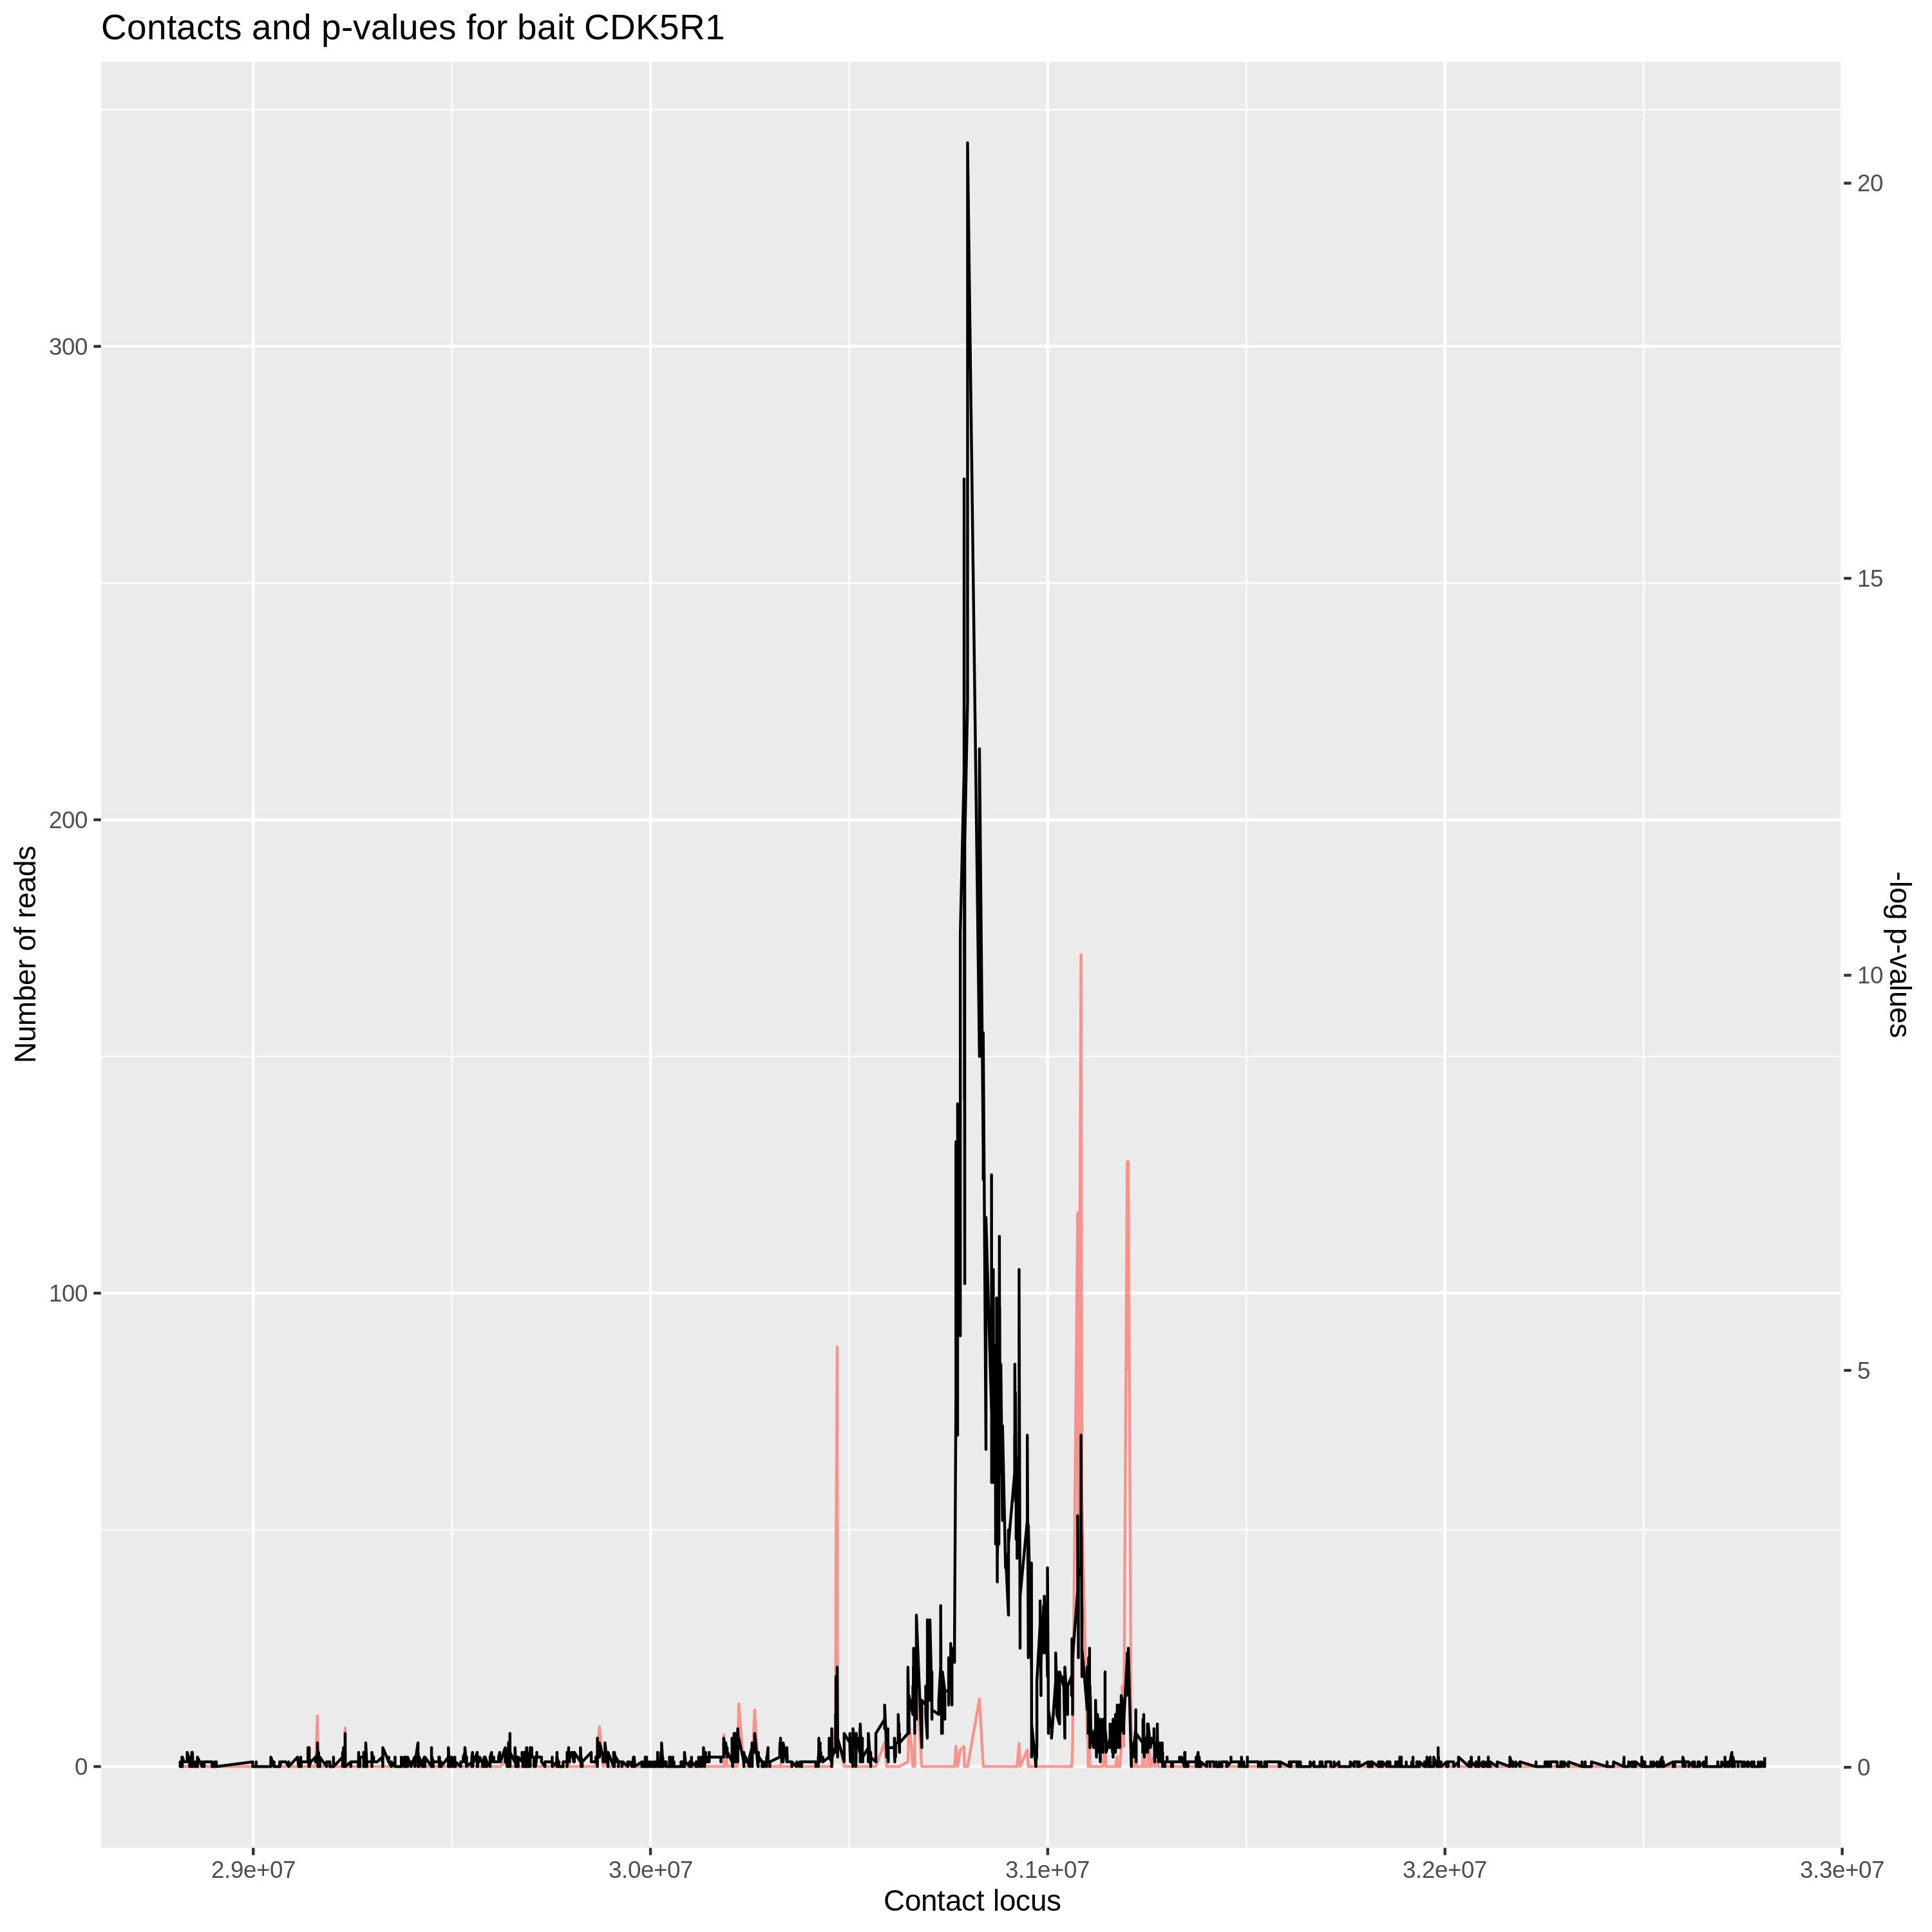 Contacts and p-values for bait CDK5R1
Number of reads
300
200
100
0
20
15
10
5
0
-log p-values
2.9e+07
3.0e+07
3.1e+07
3.2e+07
3.3e+07
Contact locus